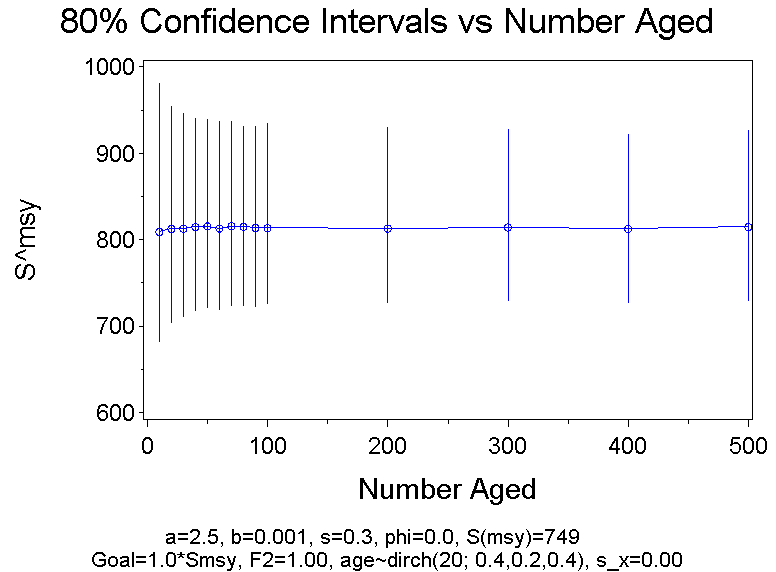 80% Confidence Intervals vs Number Aged
1000
900
800
700
600
S^msy
0 100 200 300 400 500
Number Aged
a=2.5, b=0.001, s=0.3, phi=0.0, S(msy)=749
Goal=1.0*Smsy, F2=1.00, age~dirch(20; 0.4,0.2,0.4), s_x=0.00